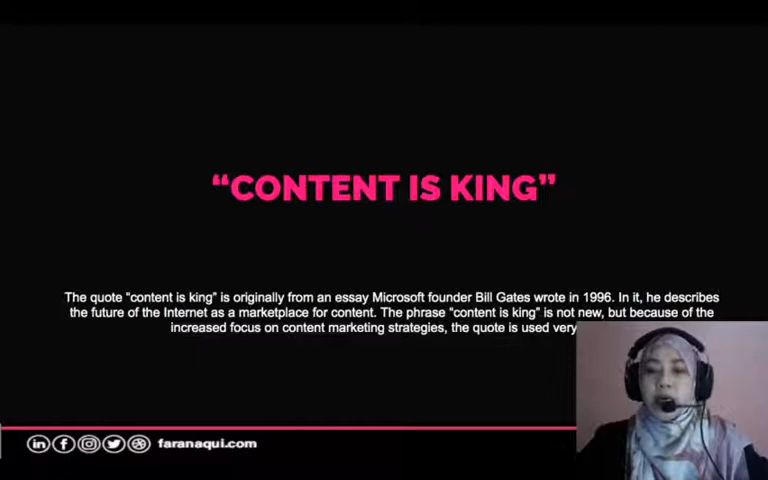 “CONTENT IS KING”
The quote “content is king” is originally from an essay Microsoft founder Bill Gates wrote in 1996. In it, he describes
the future of the Internet as a marketplace for content. The phrase “content is king” is not new, but because of the
increased focus on content marketing strategies, the quote is used very
faranaqui.com